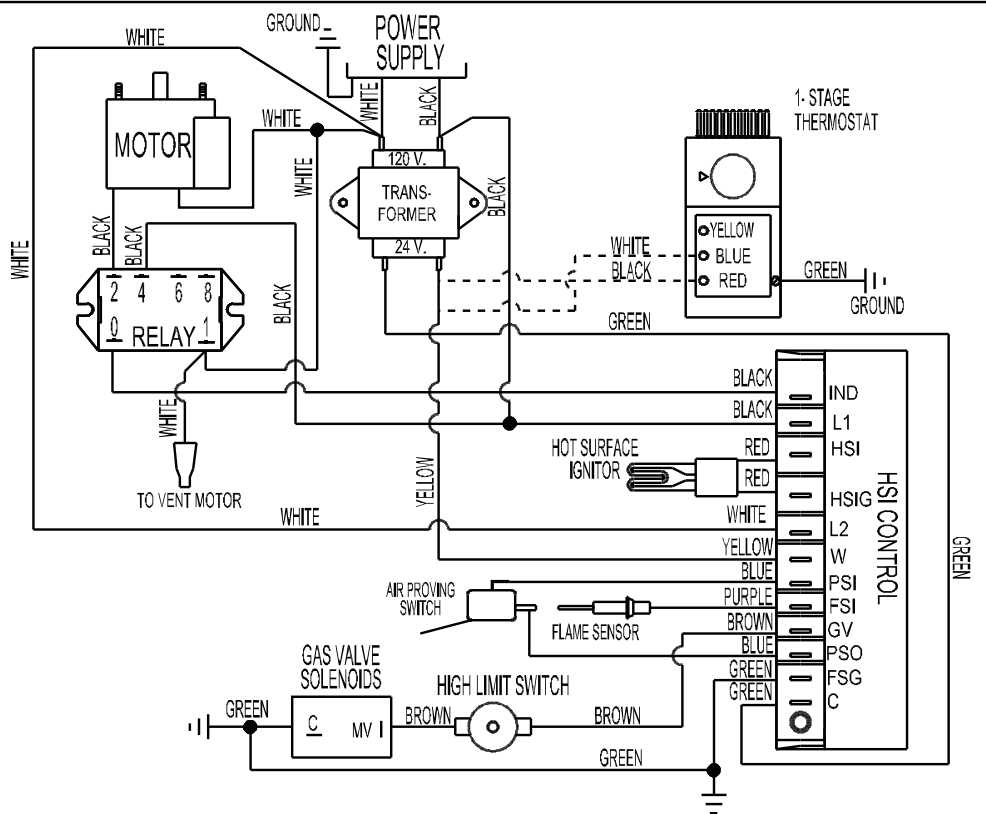 GROUND
POWER
SUPPLY
WHITE
WHITE
BLACK
1- STAGE
THERMOSTAT
MOTOR
WHITE
120 V.
TRANS-
FORMER
24 V.
WHITE
BLACK
YELLOW
BLUE
RED
WHITE
BLACK
GREEN
GROUND
BLACK
BLACK
WHITE
2 4 6 8
BLACK
0 RELAY 1
GREEN
BLACK
IND
BLACK
L1
WHITE
HOT SURFACE
IGNITOR
RED
HSI
RED
HSIG
TO VENT MOTOR
YELLOW
HSI CONTROL
WHITE
WHITE
L2
YELLOW
W
GREEN
BLUE
PSI
AIR PROVING
SWITCH
PURPLE
FSI
FLAME SENSOR
BROWN
GV
BLUE
PSO
GAS VALVE
SOLENOIDS
HIGH LIMIT SWITCH
GREEN
FSG
GREEN
C
GREEN
C
MV
BROWN
BROWN
GREEN